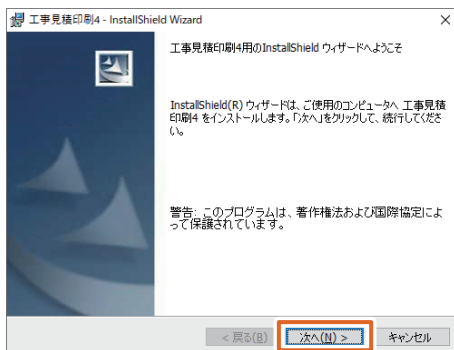 工事見積印刷4 - InstallShield Wizard
工事見積印刷4用のInstallShield ウィザードへようこそ
InstallShield(R) ウィザードは、ご使用のコンピュータへ 工事見積
印刷4 をインストールします。「次へ」をクリックして、続行してくださ
い。
警告: このプログラムは、著作権法および国際協定によ
って保護されています。
< 戻る(B) 次へ(N) > キャンセル